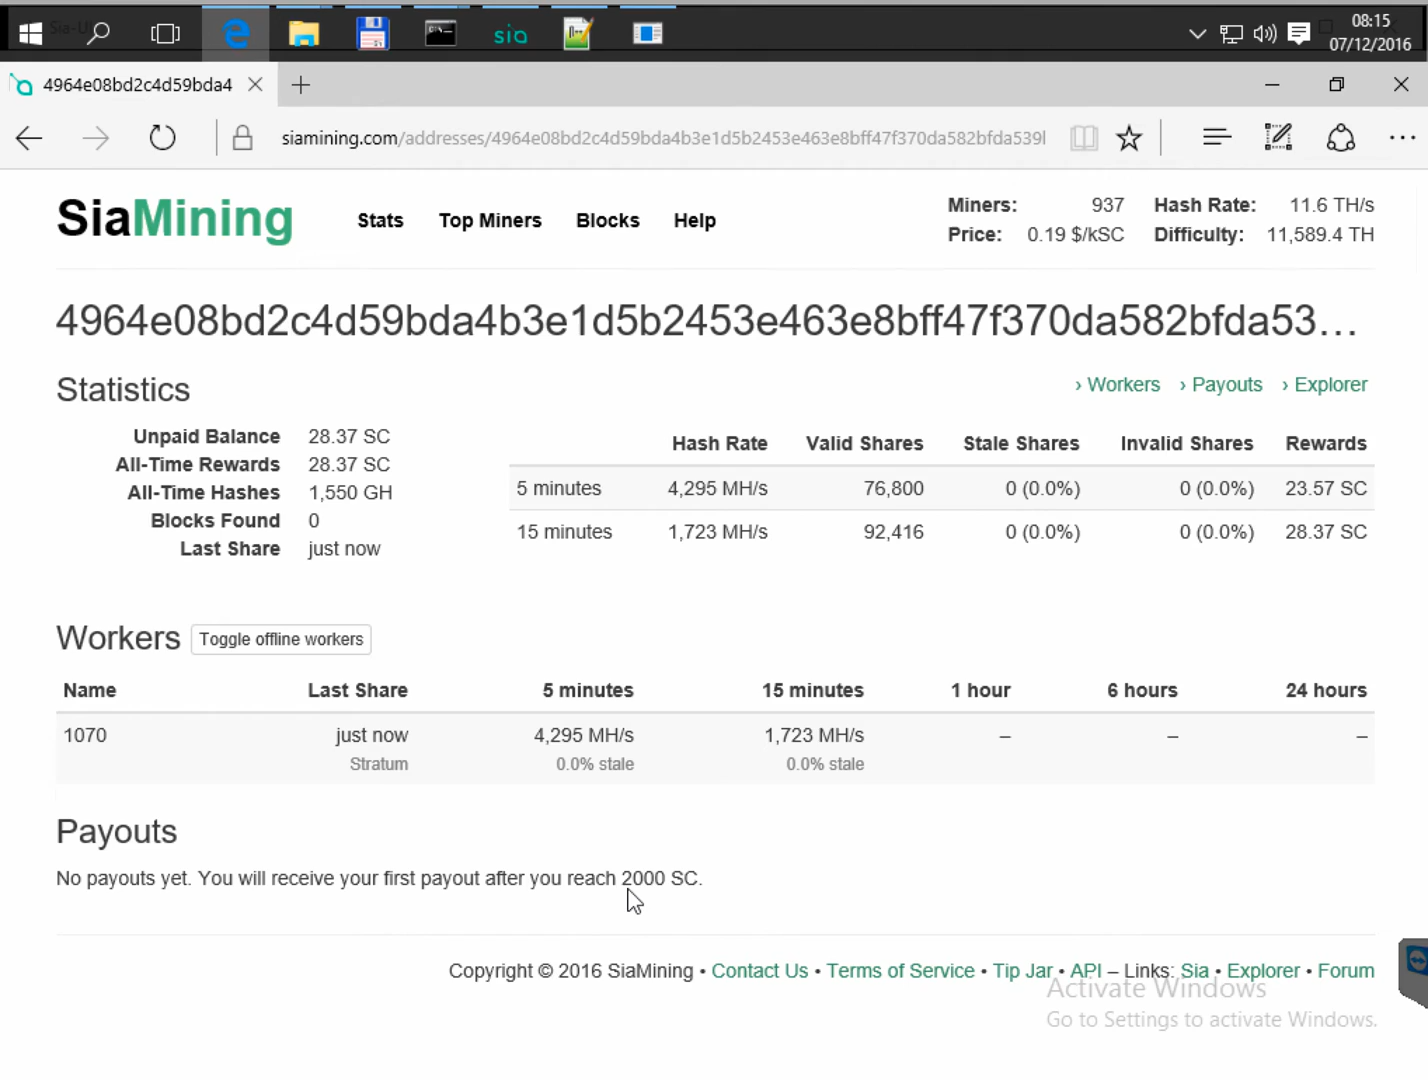 08:15
07/12/2016
sia
4964e08bd2c4d59bda4
siamining.com/addresses/4964e08bd2c4d59bda4b3e1d5b2453e463e8bff47f370da582bfda539l
SiaMining
Stats Top Miners Blocks Help
Miners: 937 Hash Rate: 11.6 TH/s
Price: 0.19 $/kSC Difficulty: 11,589.4 TH
4964e08bd2c4d59bda4b3e1d5b2453e463e8bff47f370da582bfda53…
Statistics
› Workers › Payouts › Explorer
Unpaid Balance 28.37 SC
All-Time Rewards 28.37 SC
All-Time Hashes 1,550 GH
Blocks Found 0
Last Share just now
Hash Rate Valid Shares Stale Shares Invalid Shares Rewards
5 minutes 4,295 MH/s 76,800 0 (0.0%) 0 (0.0%) 23.57 SC
15 minutes 1,723 MH/s 92,416 0 (0.0%) 0 (0.0%) 28.37 SC
Workers Toggle offline workers
Name Last Share 5 minutes 15 minutes 1 hour 6 hours 24 hours
1070 just now 4,295 MH/s 1,723 MH/s – – –
Stratum 0.0% stale 0.0% stale
Payouts
No payouts yet. You will receive your first payout after you reach 2000 SC.
Copyright © 2016 SiaMining • Contact Us • Terms of Service • Tip Jar • API – Links: Sia • Explorer • Forum
Activate Windows
Go to Settings to activate Windows.